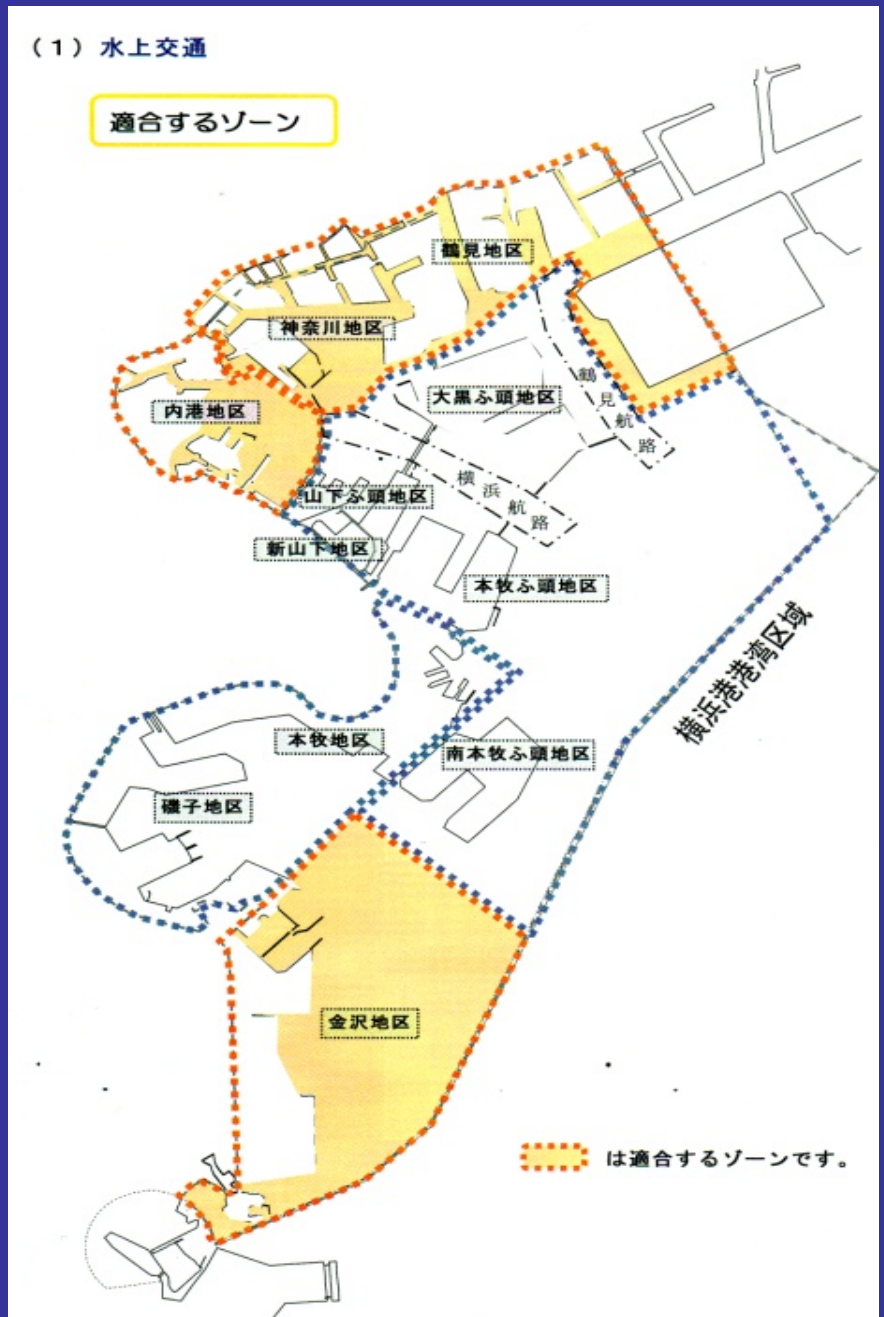 （1）水上交通
適合するゾーン
鶴見地区
神奈川地区
内港地区
大黒ふ頭地区
鶴見航路
横浜航路
山下ふ頭地区
新山下地区
本牧ふ頭地区
横浜港港湾区域
本牧地区
南本牧ふ頭地区
磯子地区
金沢地区
は適合するゾーンです。